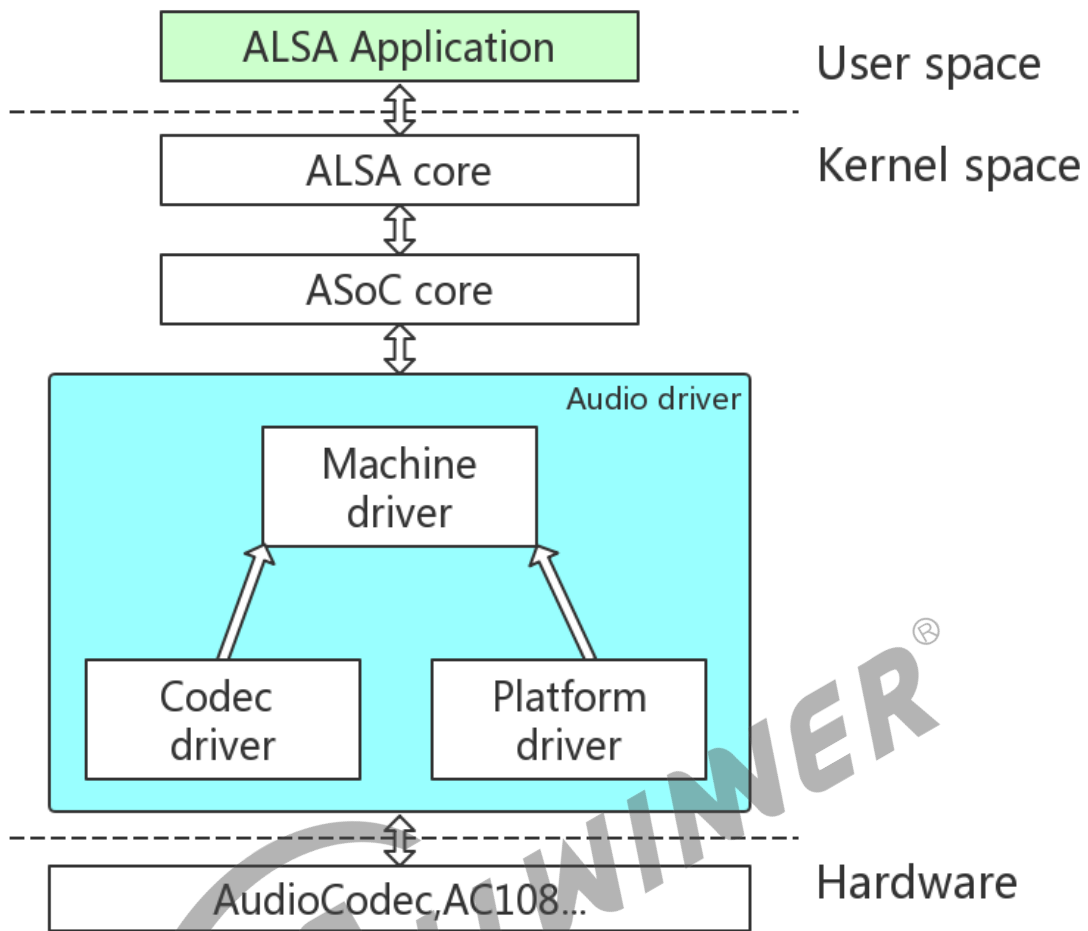 ALSA Application
User space
ALSA core
Kernel space
ASoC core
Audio driver
Machine
driver
Codec
driver
Platform
driver
AudioCodec,AC108...
Hardware
WINNER®